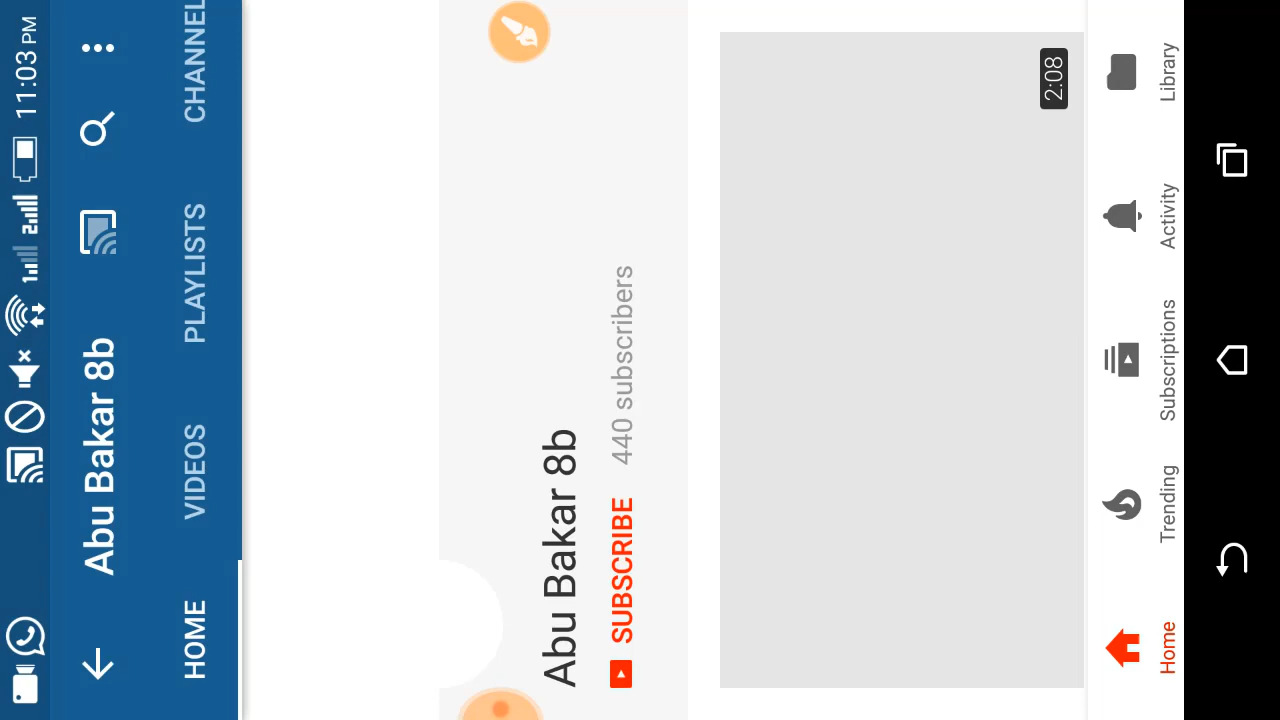 11:03 PM
Abu Bakar 8b
HOME VIDEOS PLAYLISTS CHANNEL
Abu Bakar 8b
SUBSCRIBE 440 subscribers
2:08
Home Trending Subscriptions Activity Library